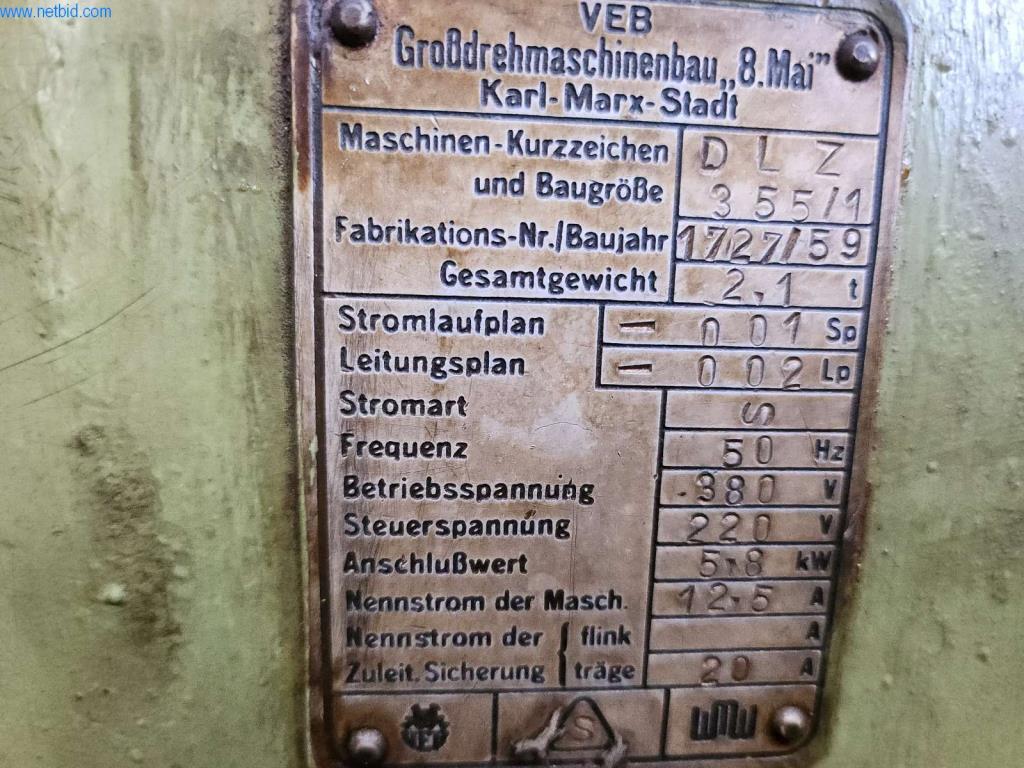 www.netbid.com
VEB
Großdrehmaschinenbau „8. Mai”
Karl-Marx-Stadt
Maschinen-Kurzzeichen D L Z
und Baugröße 355/1
Fabrikations-Nr./Baujahr 1727/59
Gesamtgewicht 2,1 t
Stromlaufplan – 001 Sp
Leitungsplan – 002 Lp
Stromart S
Frequenz 50 Hz
Betriebsspannung 380 V
Steuerspannung 220 V
Anschlußwert 5,8 kW
Nennstrom der Masch. 12,5 A
Nennstrom der { flink A
Zuleit. Sicherung träge 20 A
VEB S WMW